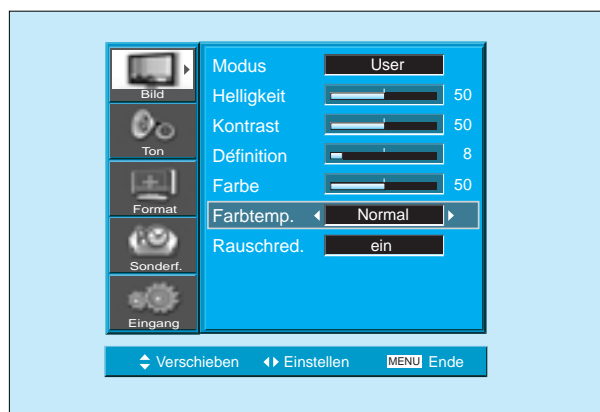 Bild
Ton
Format
Sonderf.
Eingang
Modus User
Helligkeit 50
Kontrast 50
Définition 8
Farbe 50
Farbtemp. Normal
Rauschred. ein
Verschieben Einstellen MENU Ende